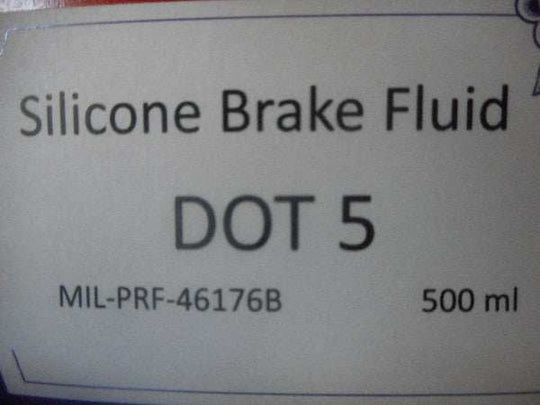 Silicone Brake Fluid
DOT 5
MIL-PRF-46176B 500 ml